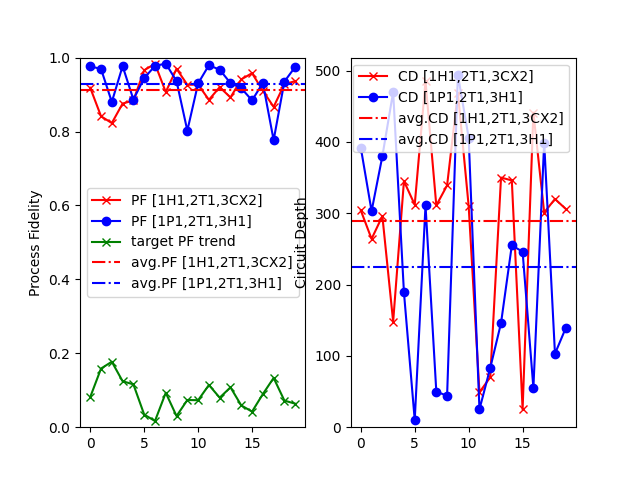 1.0
0.8
0.6
0.4
0.2
0.0
0
5
10
15
Process Fidelity
PF [1H1,2T1,3CX2]
PF [1P1,2T1,3H1]
target PF trend
avg.PF [1H1,2T1,3CX2]
avg.PF [1P1,2T1,3H1]
500
400
300
200
100
0
0
5
10
15
Circuit Depth
CD [1H1,2T1,3CX2]
CD [1P1,2T1,3H1]
avg.CD [1H1,2T1,3CX2]
avg.CD [1P1,2T1,3H1]